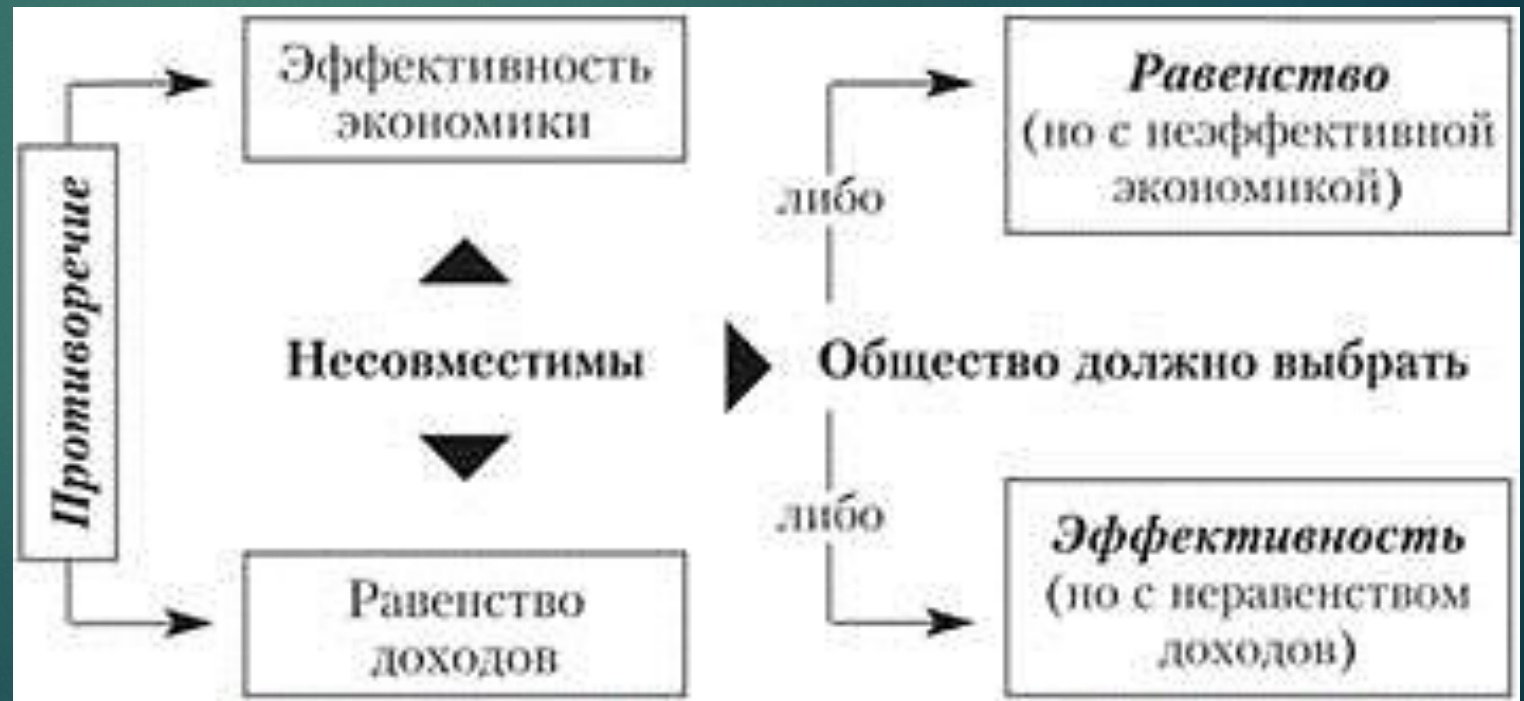 Противоречие
Эффективность
экономики
Несовместимы
Равенство
доходов
Общество должно выбрать
либо
Равенство
(но с неэффективной
экономикой)
либо
Эффективность
(но с неравенством
доходов)